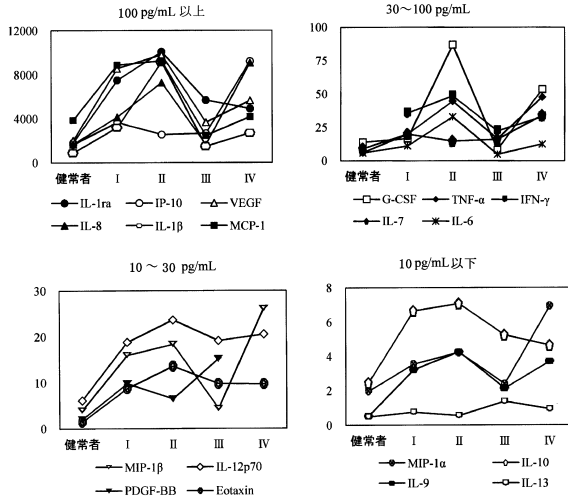 100 pg/mL 以上
12000
8000
4000
0
健常者 I II III IV
IL-1ra IP-10 VEGF
IL-8 IL-1β MCP-1
30～100 pg/mL
100
75
50
25
0
健常者 I II III IV
G-CSF TNF-α IFN-γ
IL-7 IL-6
10 ～ 30 pg/mL
30
20
10
0
健常者 I II III IV
MIP-1β IL-12p70
PDGF-BB Eotaxin
10 pg/mL 以下
8
6
4
2
0
健常者 I II III IV
MIP-1α IL-10
IL-9 IL-13